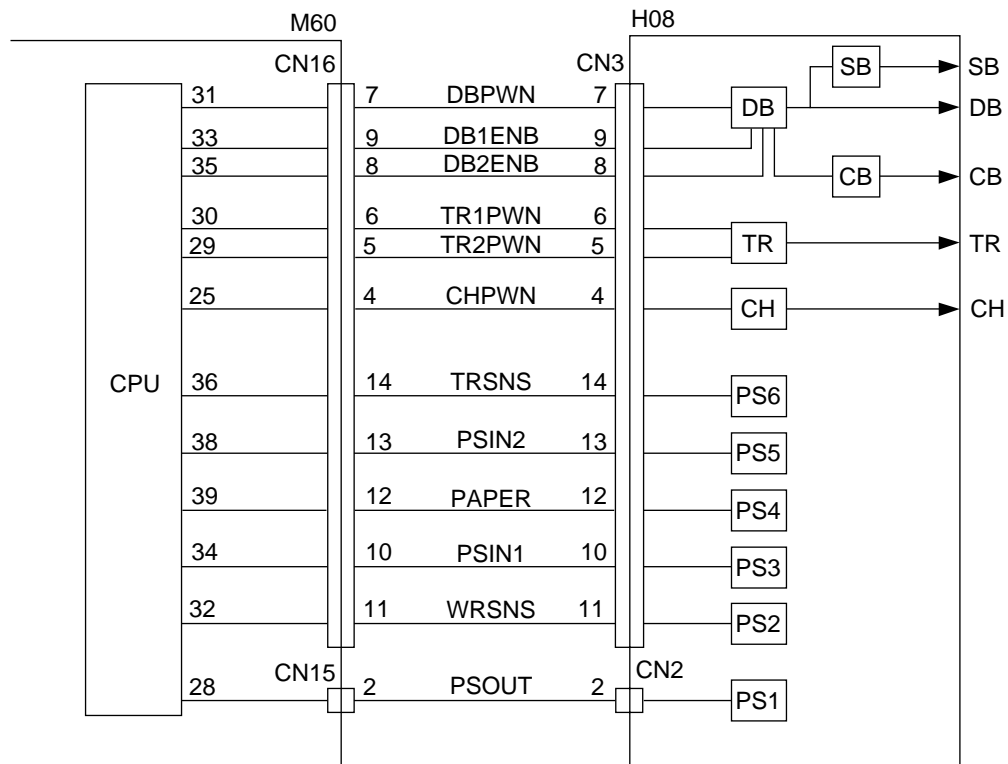 M60 H08
CN16 CN3
SB SB
31 7 DBPWN 7 DB DB
33 9 DB1ENB 9
35 8 DB2ENB 8 CB CB
30 6 TR1PWN 6
29 5 TR2PWN 5 TR TR
25 4 CHPWN 4 CH CH
CPU 36 14 TRSNS 14 PS6
38 13 PSIN2 13 PS5
39 12 PAPER 12 PS4
34 10 PSIN1 10 PS3
32 11 WRSNS 11 PS2
CN15 CN2
28 2 PSOUT 2 PS1